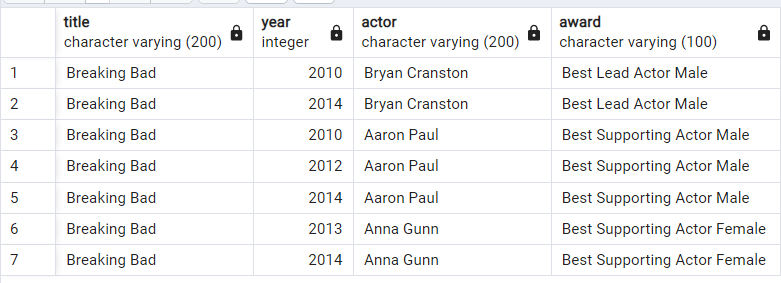 title year actor award
character varying (200) integer character varying (200) character varying (100)
1 Breaking Bad 2010 Bryan Cranston Best Lead Actor Male
2 Breaking Bad 2014 Bryan Cranston Best Lead Actor Male
3 Breaking Bad 2010 Aaron Paul Best Supporting Actor Male
4 Breaking Bad 2012 Aaron Paul Best Supporting Actor Male
5 Breaking Bad 2014 Aaron Paul Best Supporting Actor Male
6 Breaking Bad 2013 Anna Gunn Best Supporting Actor Female
7 Breaking Bad 2014 Anna Gunn Best Supporting Actor Female